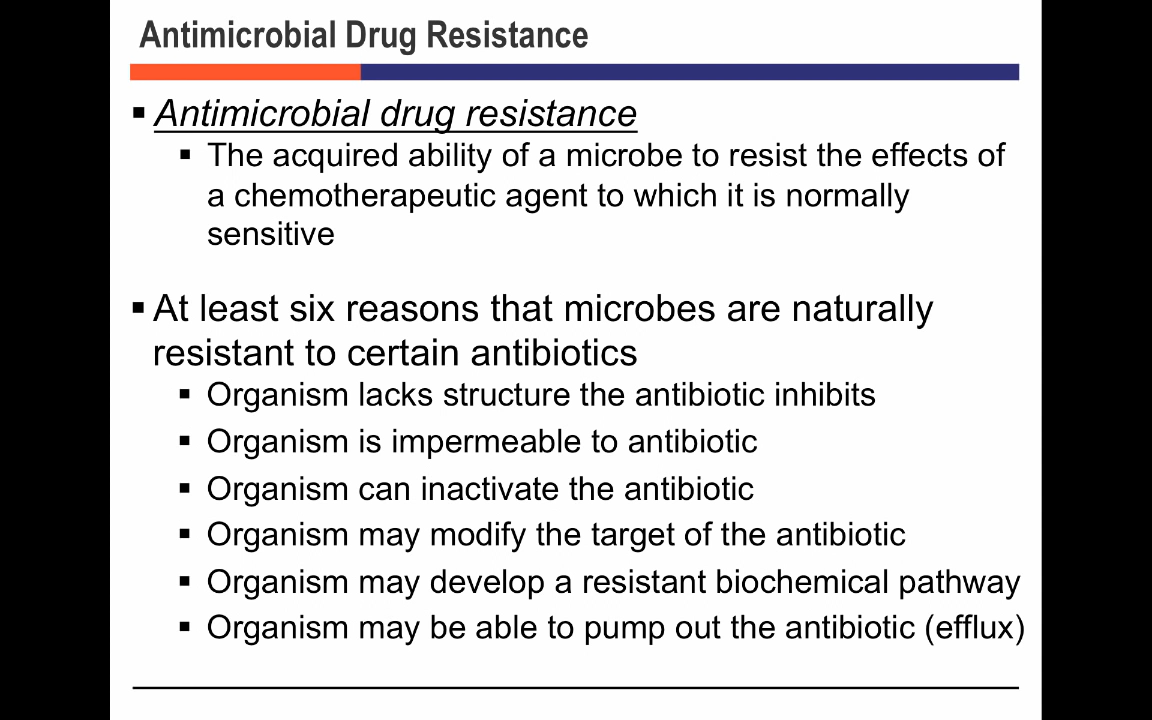 Antimicrobial Drug Resistance
▪ Antimicrobial drug resistance
▪ The acquired ability of a microbe to resist the effects of
a chemotherapeutic agent to which it is normally
sensitive
▪ At least six reasons that microbes are naturally
resistant to certain antibiotics
▪ Organism lacks structure the antibiotic inhibits
▪ Organism is impermeable to antibiotic
▪ Organism can inactivate the antibiotic
▪ Organism may modify the target of the antibiotic
▪ Organism may develop a resistant biochemical pathway
▪ Organism may be able to pump out the antibiotic (efflux)